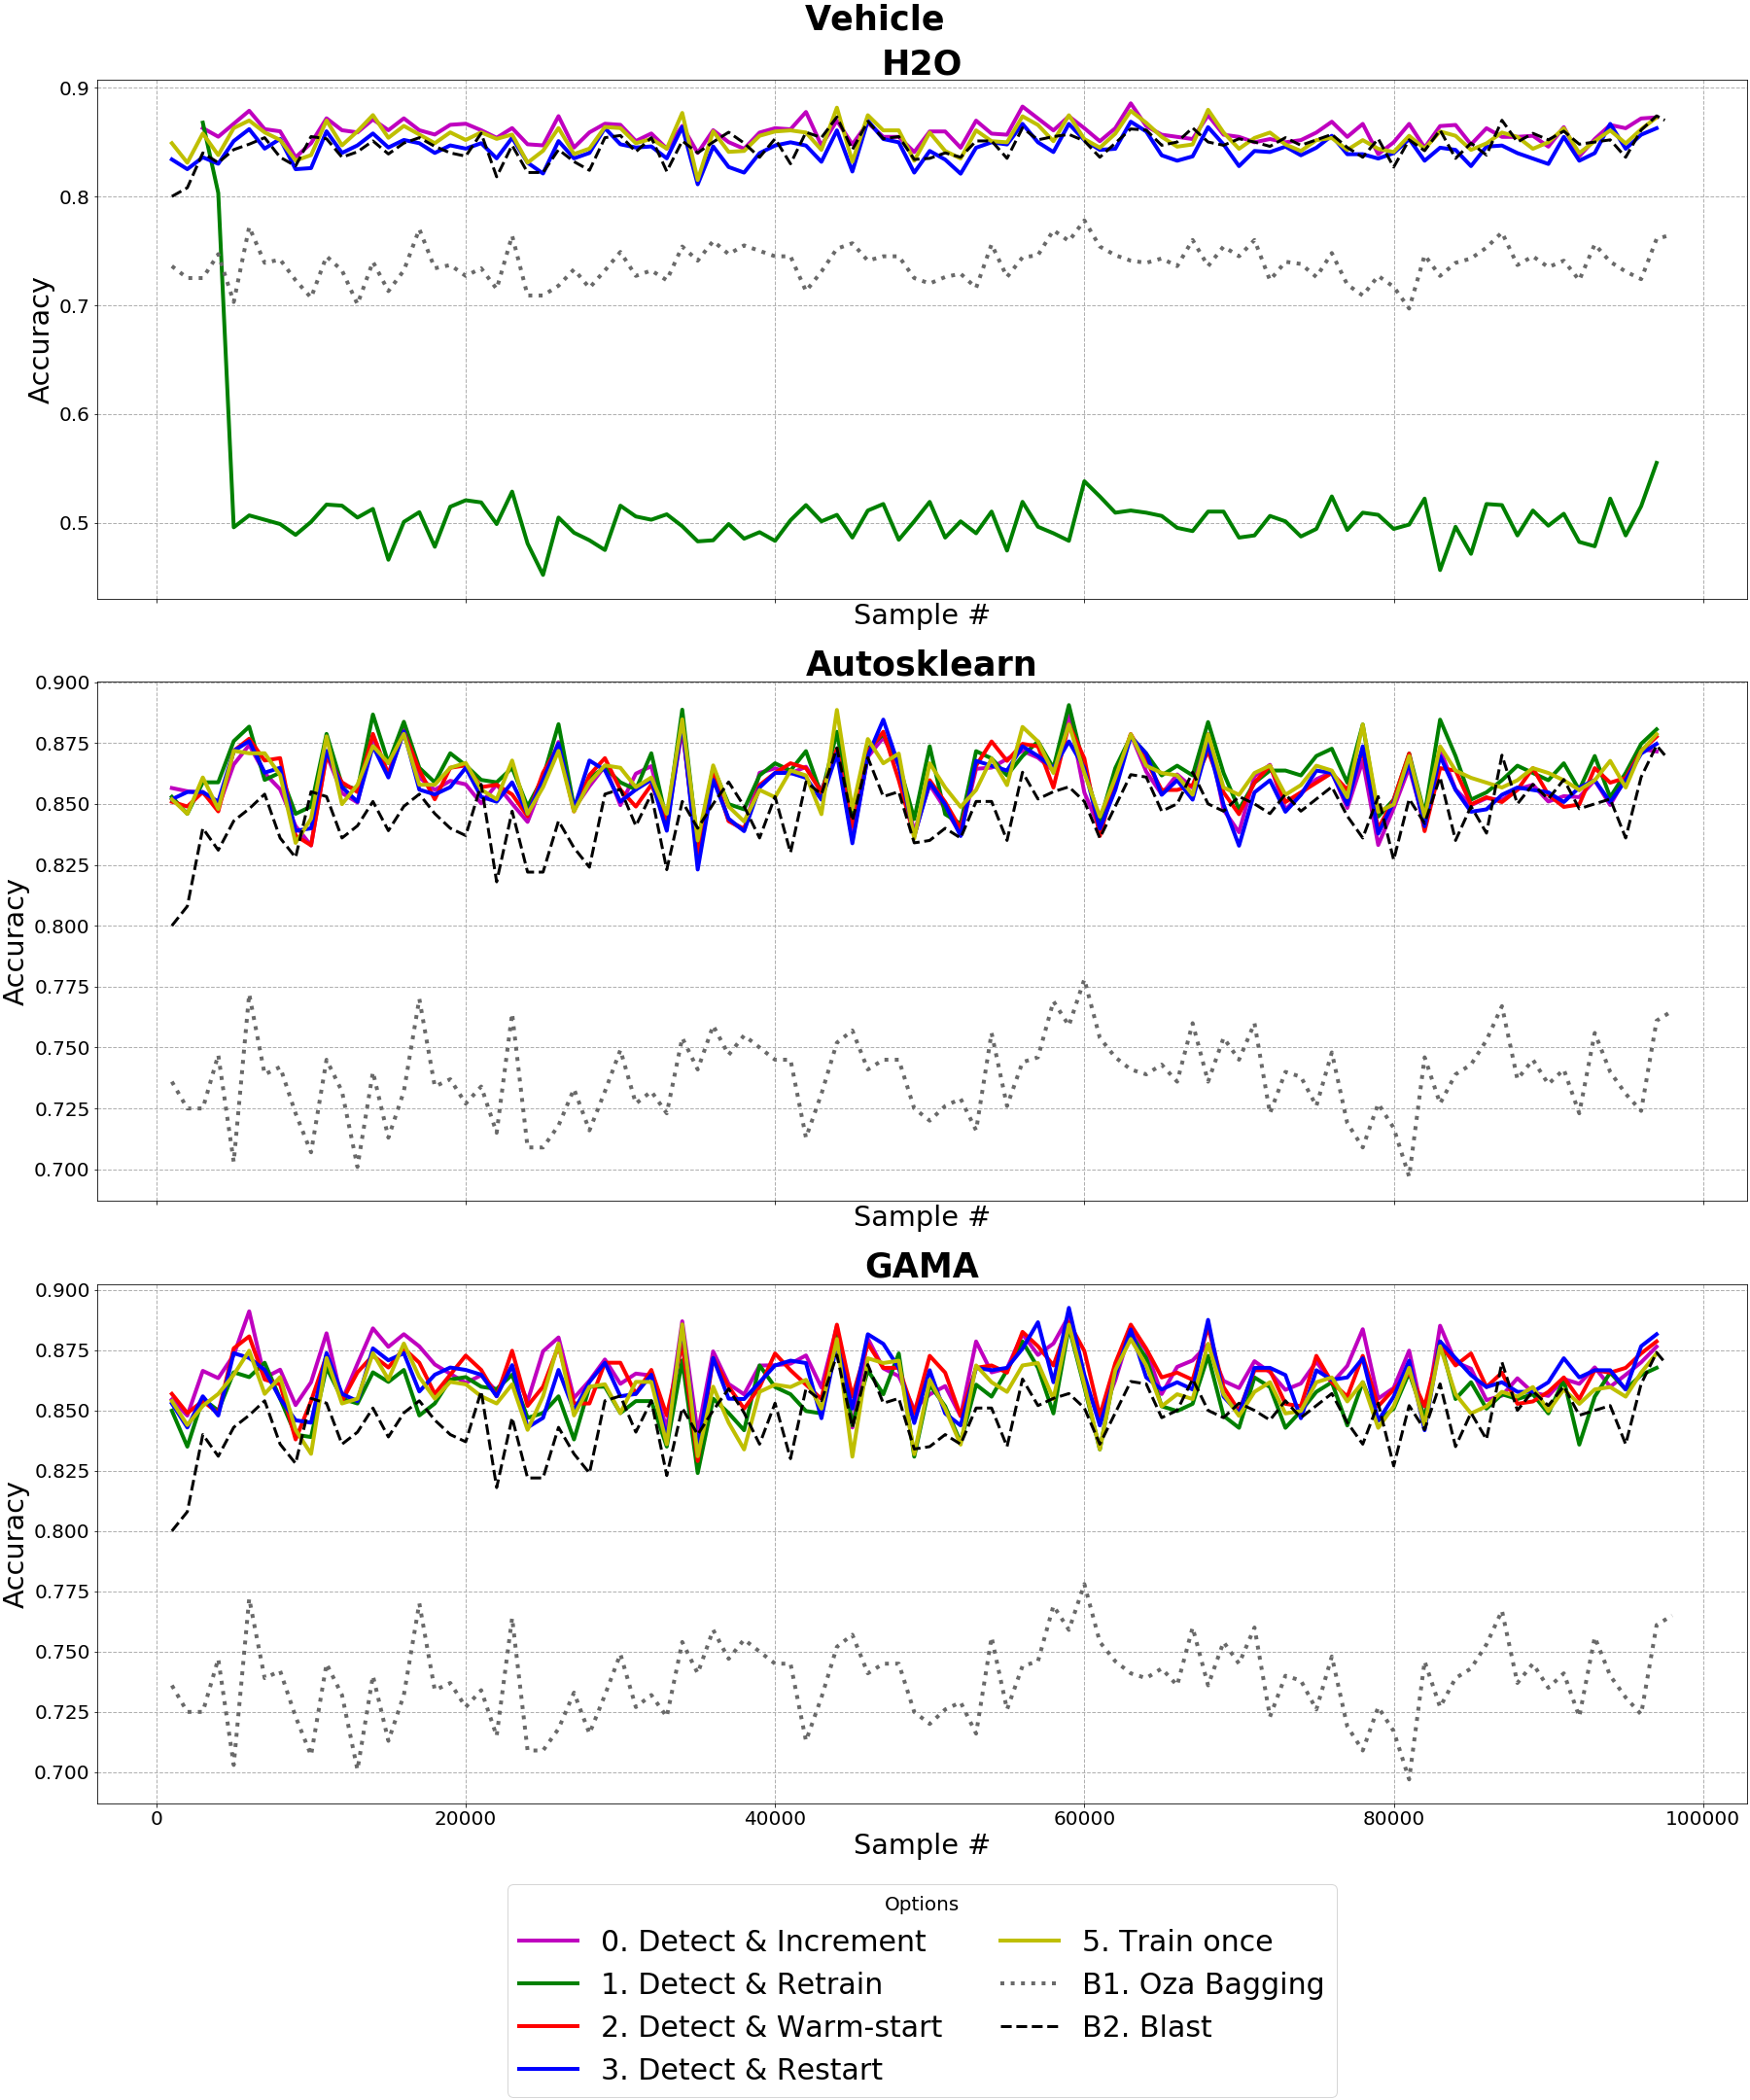 Vehicle
H2O
0.9
0.8
0.7
0.6
0.5
Accuracy
Sample #
Autosklearn
0.900
0.875
0.850
0.825
0.800
0.775
0.750
0.725
0.700
Accuracy
Sample #
GAMA
0.900
0.875
0.850
0.825
0.800
0.775
0.750
0.725
0.700
Accuracy
0 20000 40000 60000 80000 100000
Sample #
Options
0. Detect & Increment
1. Detect & Retrain
2. Detect & Warm-start
3. Detect & Restart
5. Train once
B1. Oza Bagging
B2. Blast